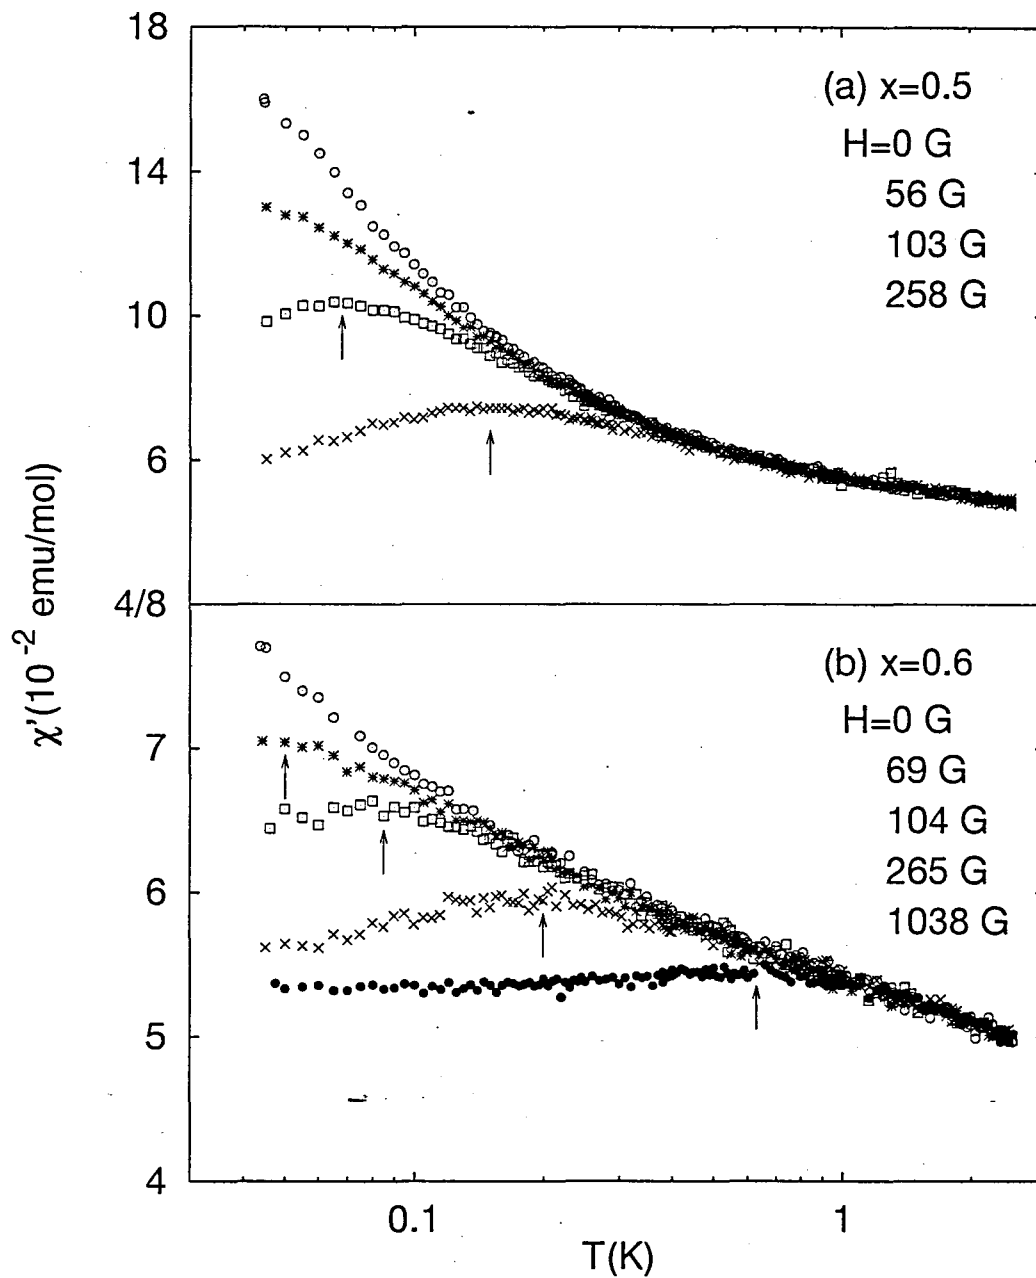 18
14
10
6
4/8
7
6
5
4
χ'(10⁻² emu/mol)
(a) x=0.5
H=0 G
56 G
103 G
258 G
(b) x=0.6
H=0 G
69 G
104 G
265 G
1038 G
0.1
1
T(K)